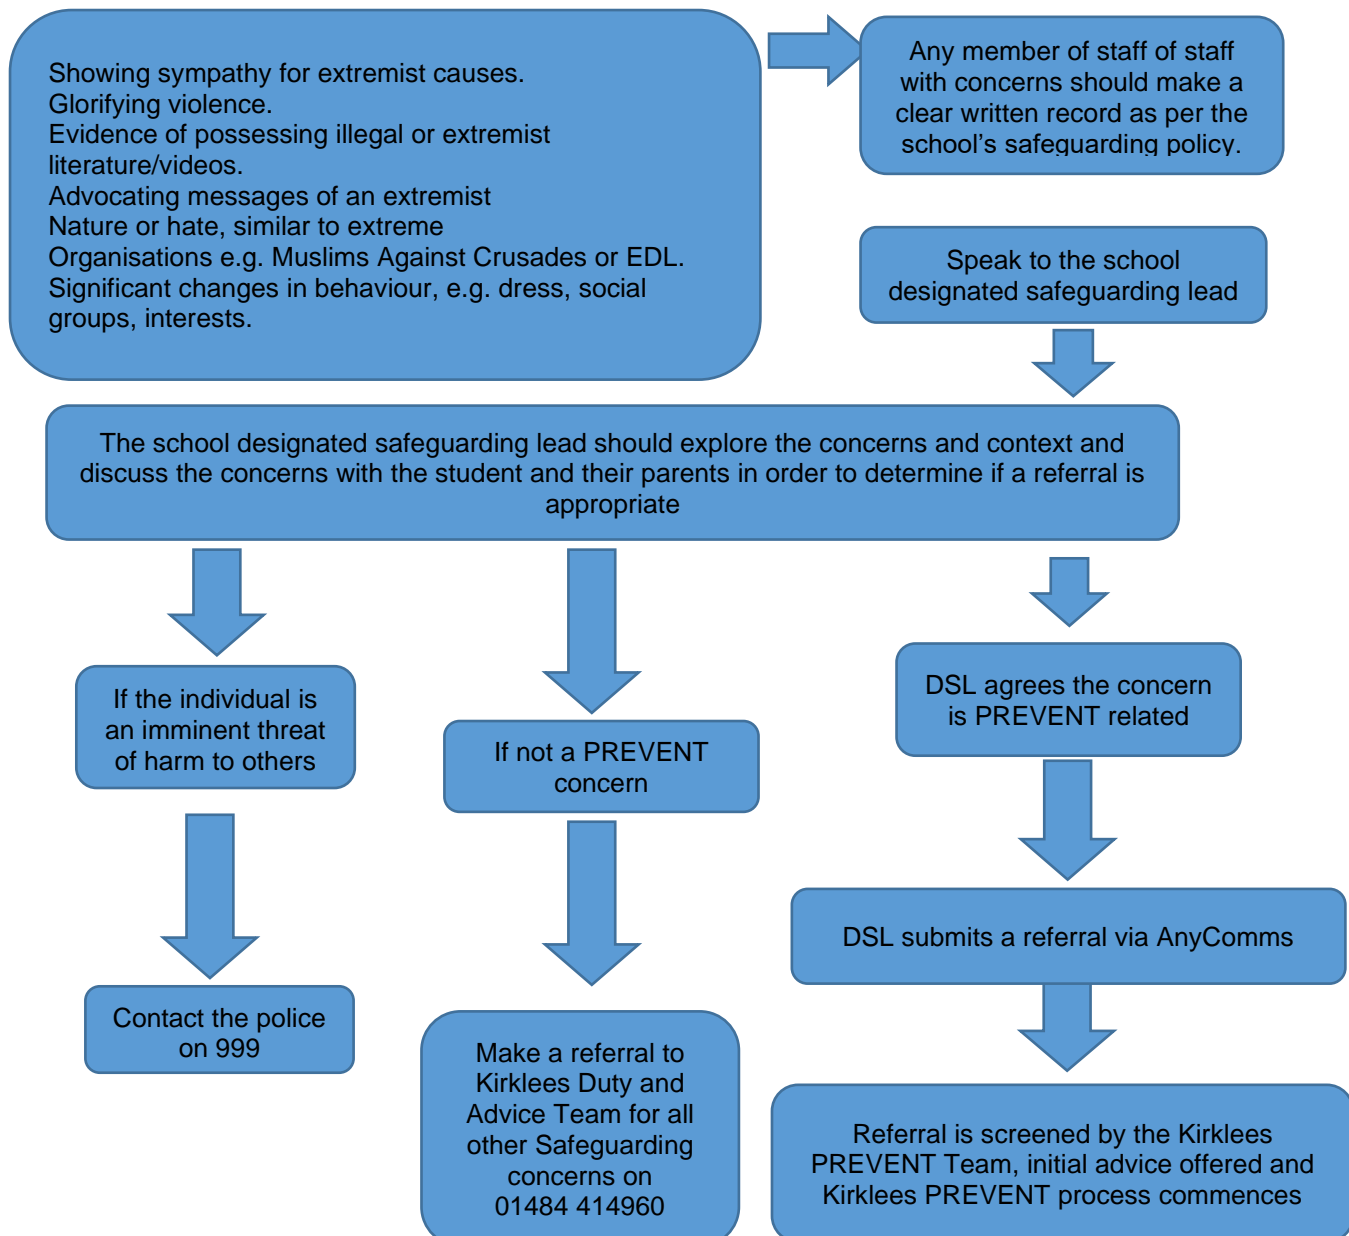 Showing sympathy for extremist causes.
Glorifying violence.
Evidence of possessing illegal or extremist
literature/videos.
Advocating messages of an extremist
Nature or hate, similar to extreme
Organisations e.g. Muslims Against Crusades or EDL.
Significant changes in behaviour, e.g. dress, social
groups, interests.
Any member of staff of staff
with concerns should make a
clear written record as per the
school’s safeguarding policy.
Speak to the school
designated safeguarding lead
The school designated safeguarding lead should explore the concerns and context and
discuss the concerns with the student and their parents in order to determine if a referral is
appropriate
If the individual is
an imminent threat
of harm to others
Contact the police
on 999
If not a PREVENT
concern
Make a referral to
Kirklees Duty and
Advice Team for all
other Safeguarding
concerns on
01484 414960
DSL agrees the concern
is PREVENT related
DSL submits a referral via AnyComms
Referral is screened by the Kirklees
PREVENT Team, initial advice offered and
Kirklees PREVENT process commences